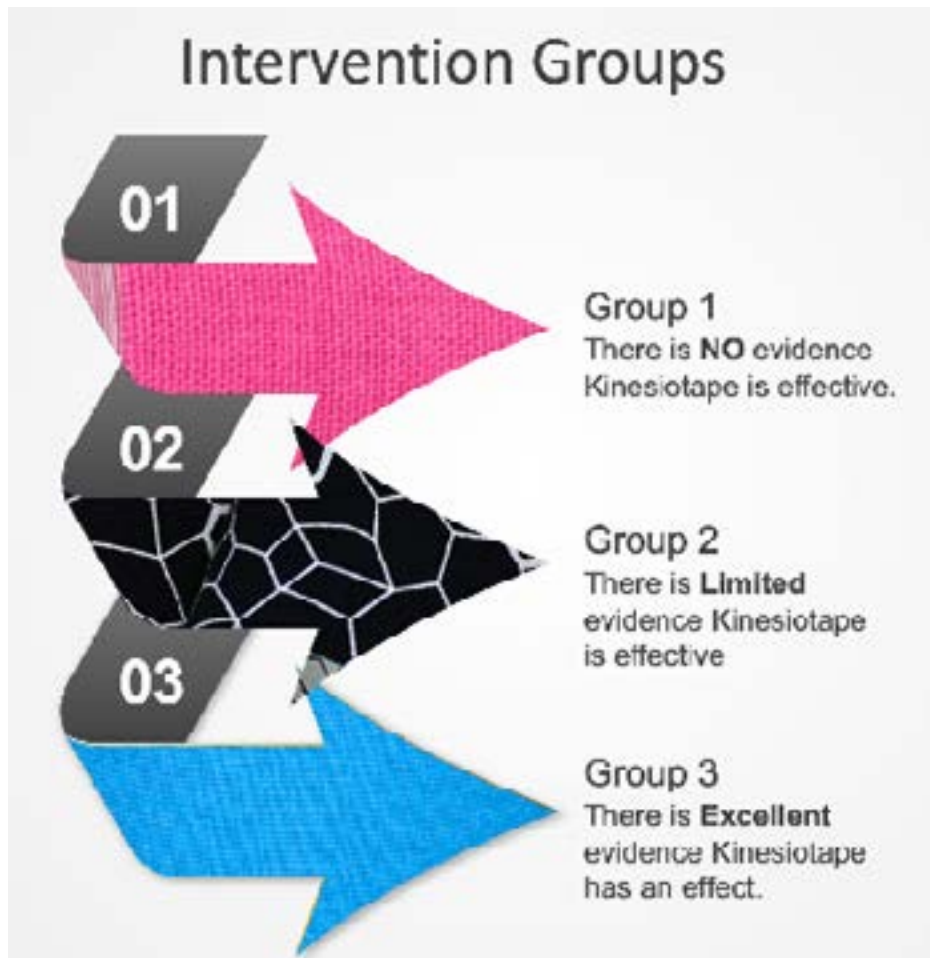 Intervention Groups
01
Group 1
There is NO evidence
Kinesiotape is effective.
02
Group 2
There is Limited
evidence Kinesiotape
is effective
03
Group 3
There is Excellent
evidence Kinesiotape
has an effect.